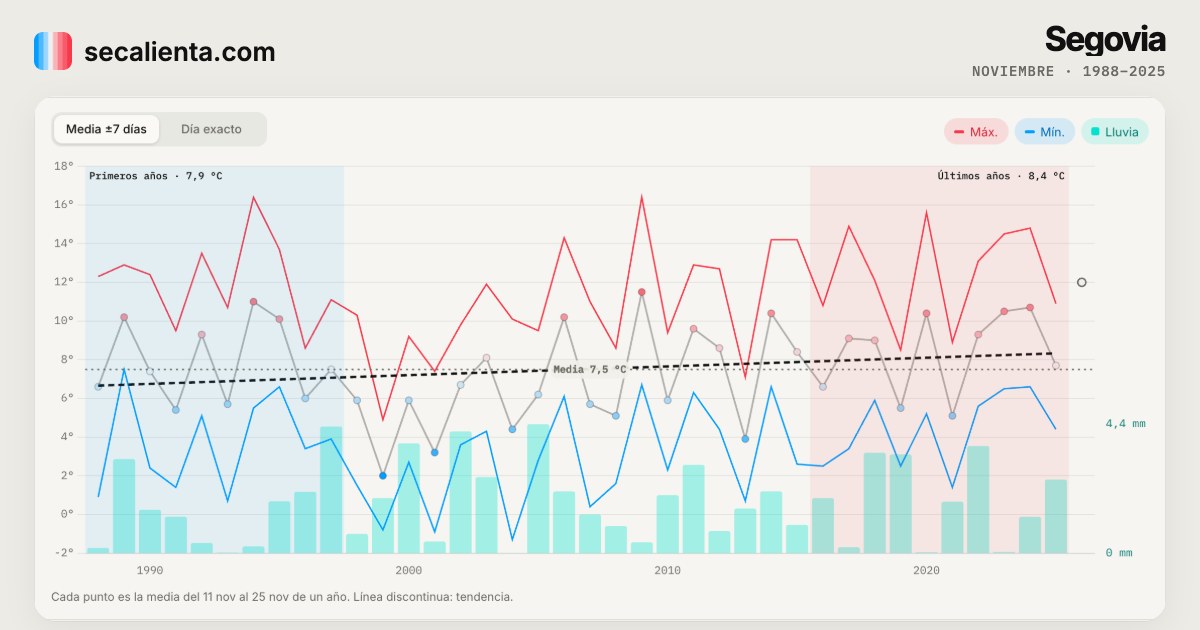 secalienta.com
Segovia
NOVIEMBRE · 1988–2025
Media ±7 días
Día exacto
Máx.
Mín.
Lluvia
18°
Primeros años · 7,9 °C
Últimos años · 8,4 °C
16°
14°
12°
10°
8°
Media 7,5 °C
6°
4°
4,4 mm
2°
0°
-2°
0 mm
1990
2000
2010
2020
Cada punto es la media del 11 nov al 25 nov de un año. Línea discontinua: tendencia.